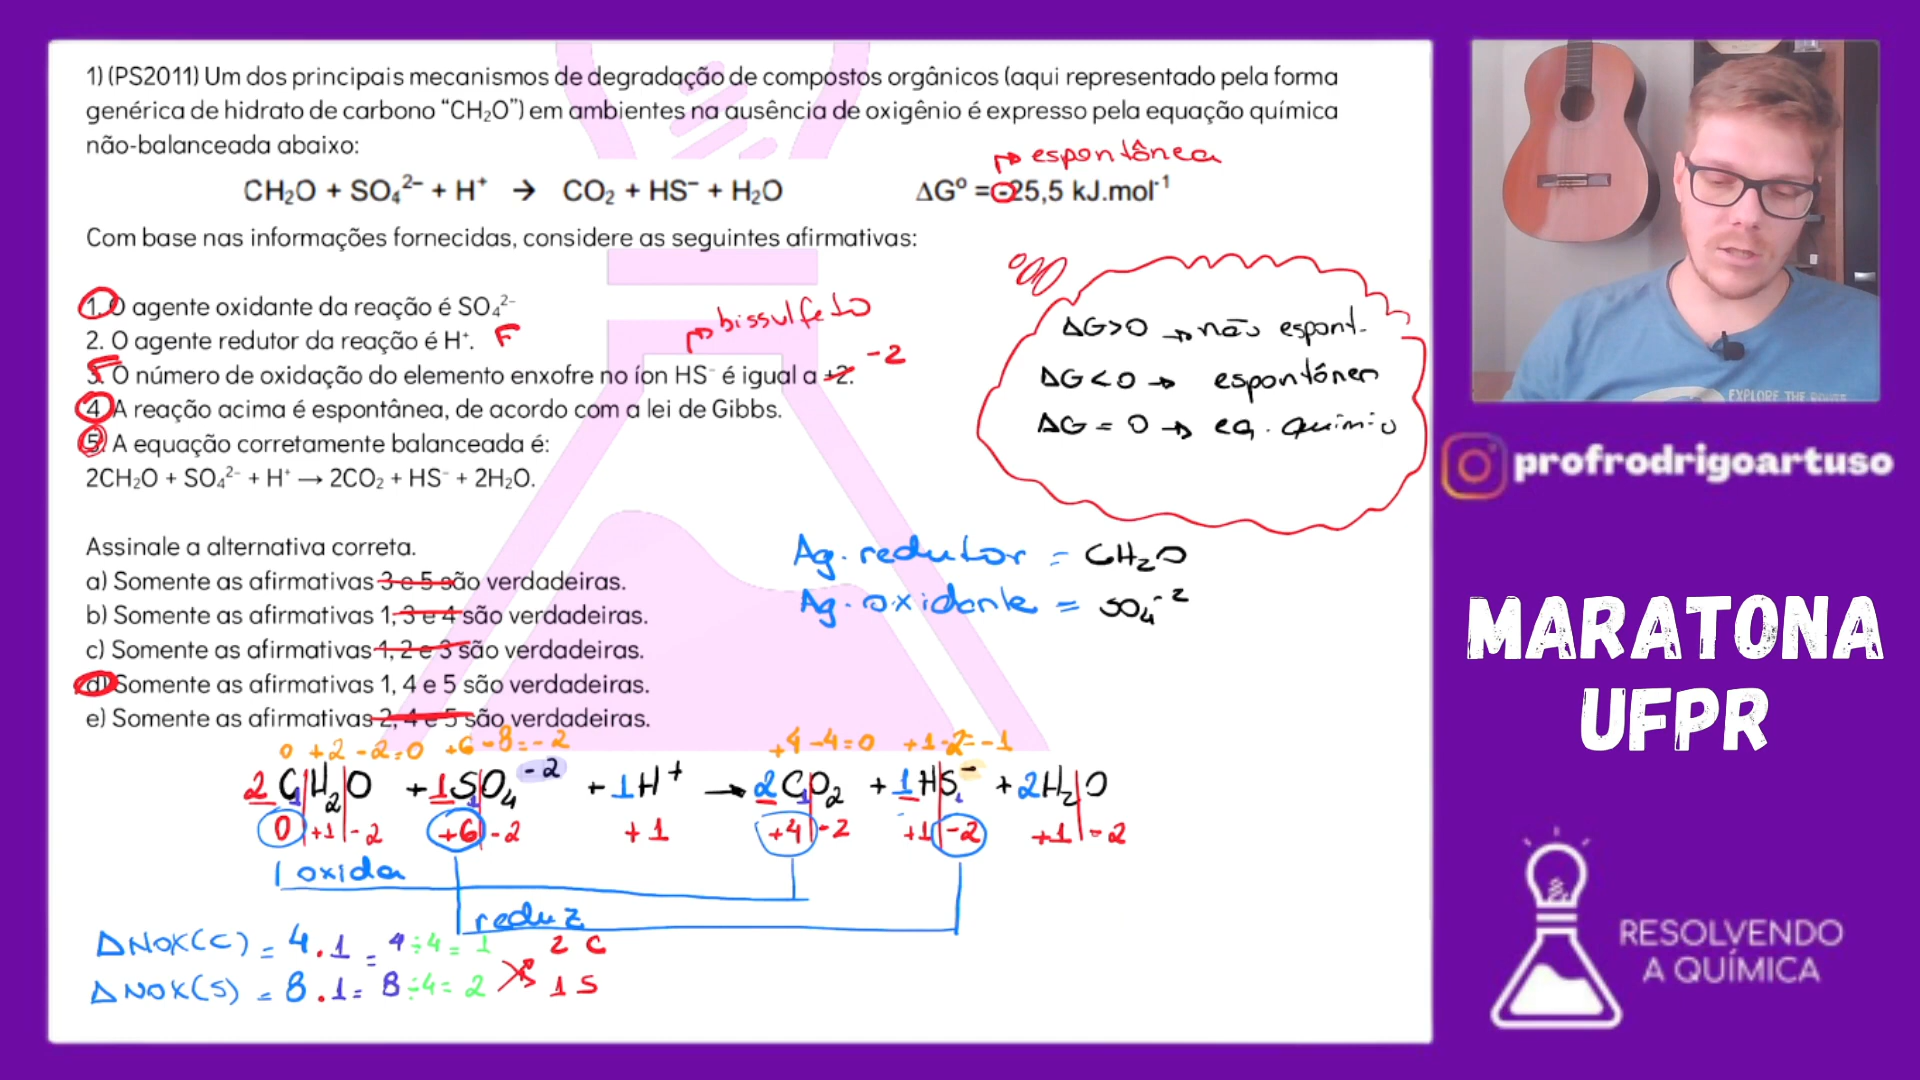 1) (PS2011) Um dos principais mecanismos de degradação de compostos orgânicos (aqui representado pela forma
genérica de hidrato de carbono “CH₂O”) em ambientes na ausência de oxigênio é expresso pela equação química
não-balanceada abaixo:
espontânea
CH₂O + SO₄²⁻ + H⁺ → CO₂ + HS⁻ + H₂O ΔG° = -25,5 kJ.mol⁻¹
Com base nas informações fornecidas, considere as seguintes afirmativas:
1. O agente oxidante da reação é SO₄²⁻
bissulfeto
2. O agente redutor da reação é H⁺. F
F
3. O número de oxidação do elemento enxofre no íon HS⁻ é igual a +2. -2
4. A reação acima é espontânea, de acordo com a lei de Gibbs.
5. A equação corretamente balanceada é:
2CH₂O + SO₄²⁻ + H⁺ → 2CO₂ + HS⁻ + 2H₂O.
ΔG>0 → não espont.
ΔG<0 → espontânea
ΔG = 0 → eq. químico
Assinale a alternativa correta.
a) Somente as afirmativas 3 e 5 são verdadeiras.
b) Somente as afirmativas 1, 3 e 4 são verdadeiras.
c) Somente as afirmativas 1, 2 e 3 são verdadeiras.
d) Somente as afirmativas 1, 4 e 5 são verdadeiras.
e) Somente as afirmativas 2, 4 e 5 são verdadeiras.
Ag. redutor = CH₂O
Ag. oxidante = SO₄⁻²
0 +2 -2=0 +6-8=-2 +4-4=0 +1-2=-1
2CH₂O + 1SO₄⁻² + 1H⁺ → 2CO₂ + 1HS⁻ + 2H₂O
0 +1 -2 +6 -2 +1 +4 -2 +1 -2 +1 -2
oxida
reduz
ΔNOX(C) = 4.1 = 4÷4= 1 2 C
ΔNOX(S) = 8.1= 8÷4= 2 1 S
EXPLORE THE
profrodrigoartuso
MARATONA
UFPR
RESOLVENDO
A QUÍMICA